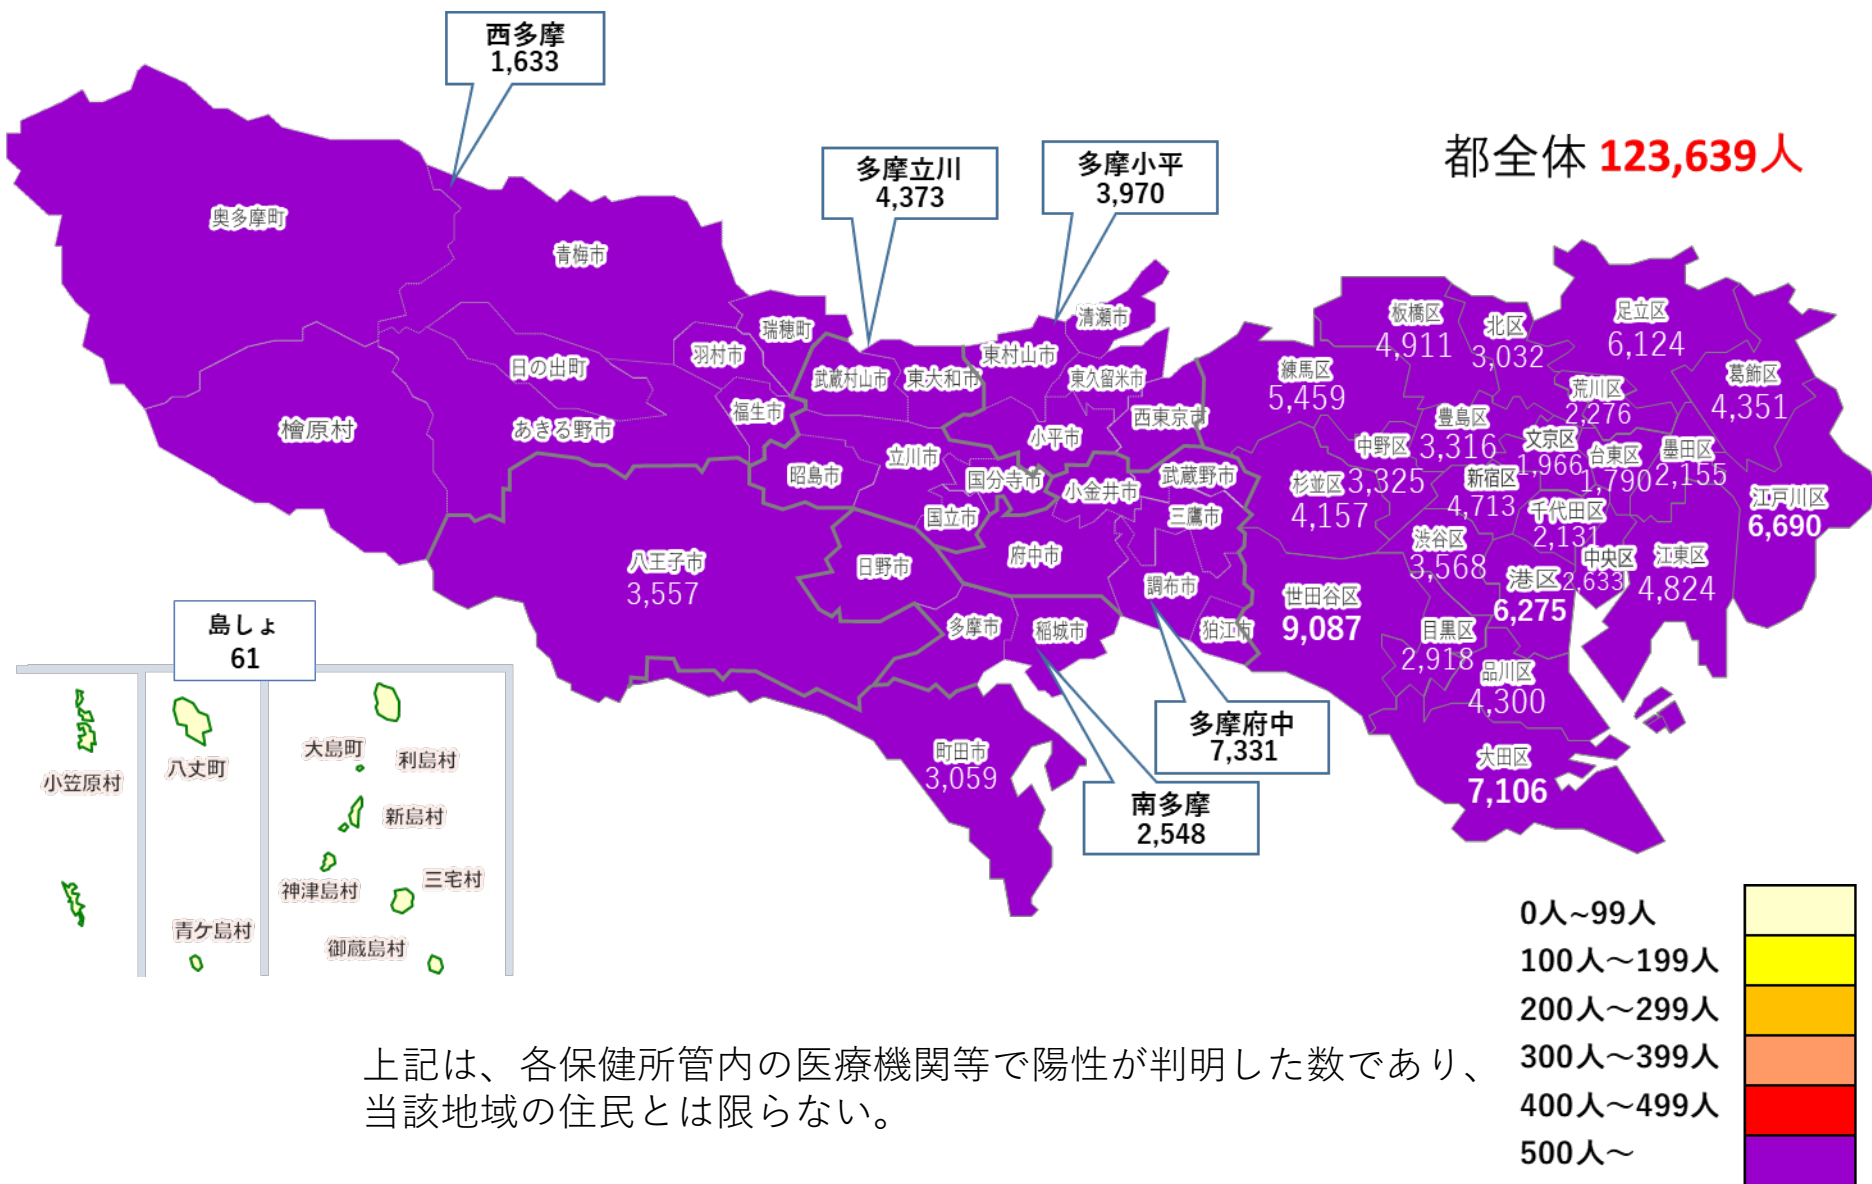 西多摩
1,633
多摩立川
4,373
多摩小平
3,970
都全体 123,639人
奥多摩町
青梅市
瑞穂町
羽村市
日の出町
福生市
あきる野市
檜原村
武蔵村山市
東大和市
東村山市
清瀬市
東久留米市
西東京市
小平市
立川市
昭島市
国分寺市
国立市
小金井市
武蔵野市
三鷹市
府中市
調布市
狛江市
日野市
多摩市
稲城市
八王子市
3,557
町田市
3,059
板橋区
4,911
北区
3,032
足立区
6,124
葛飾区
4,351
練馬区
5,459
荒川区
2,276
豊島区
3,316
文京区
1,966
台東区
1,790
墨田区
2,155
中野区
3,325
杉並区
4,157
新宿区
4,713
千代田区
2,131
江戸川区
6,690
渋谷区
3,568
港区
6,275
中央区
2,633
江東区
4,824
世田谷区
9,087
目黒区
2,918
品川区
4,300
大田区
7,106
多摩府中
7,331
南多摩
2,548
島しょ
61
小笠原村
八丈町
青ケ島村
大島町
利島村
新島村
神津島村
三宅村
御蔵島村
0人~99人
100人～199人
200人～299人
300人～399人
400人～499人
500人～
上記は、各保健所管内の医療機関等で陽性が判明した数であり、
当該地域の住民とは限らない。